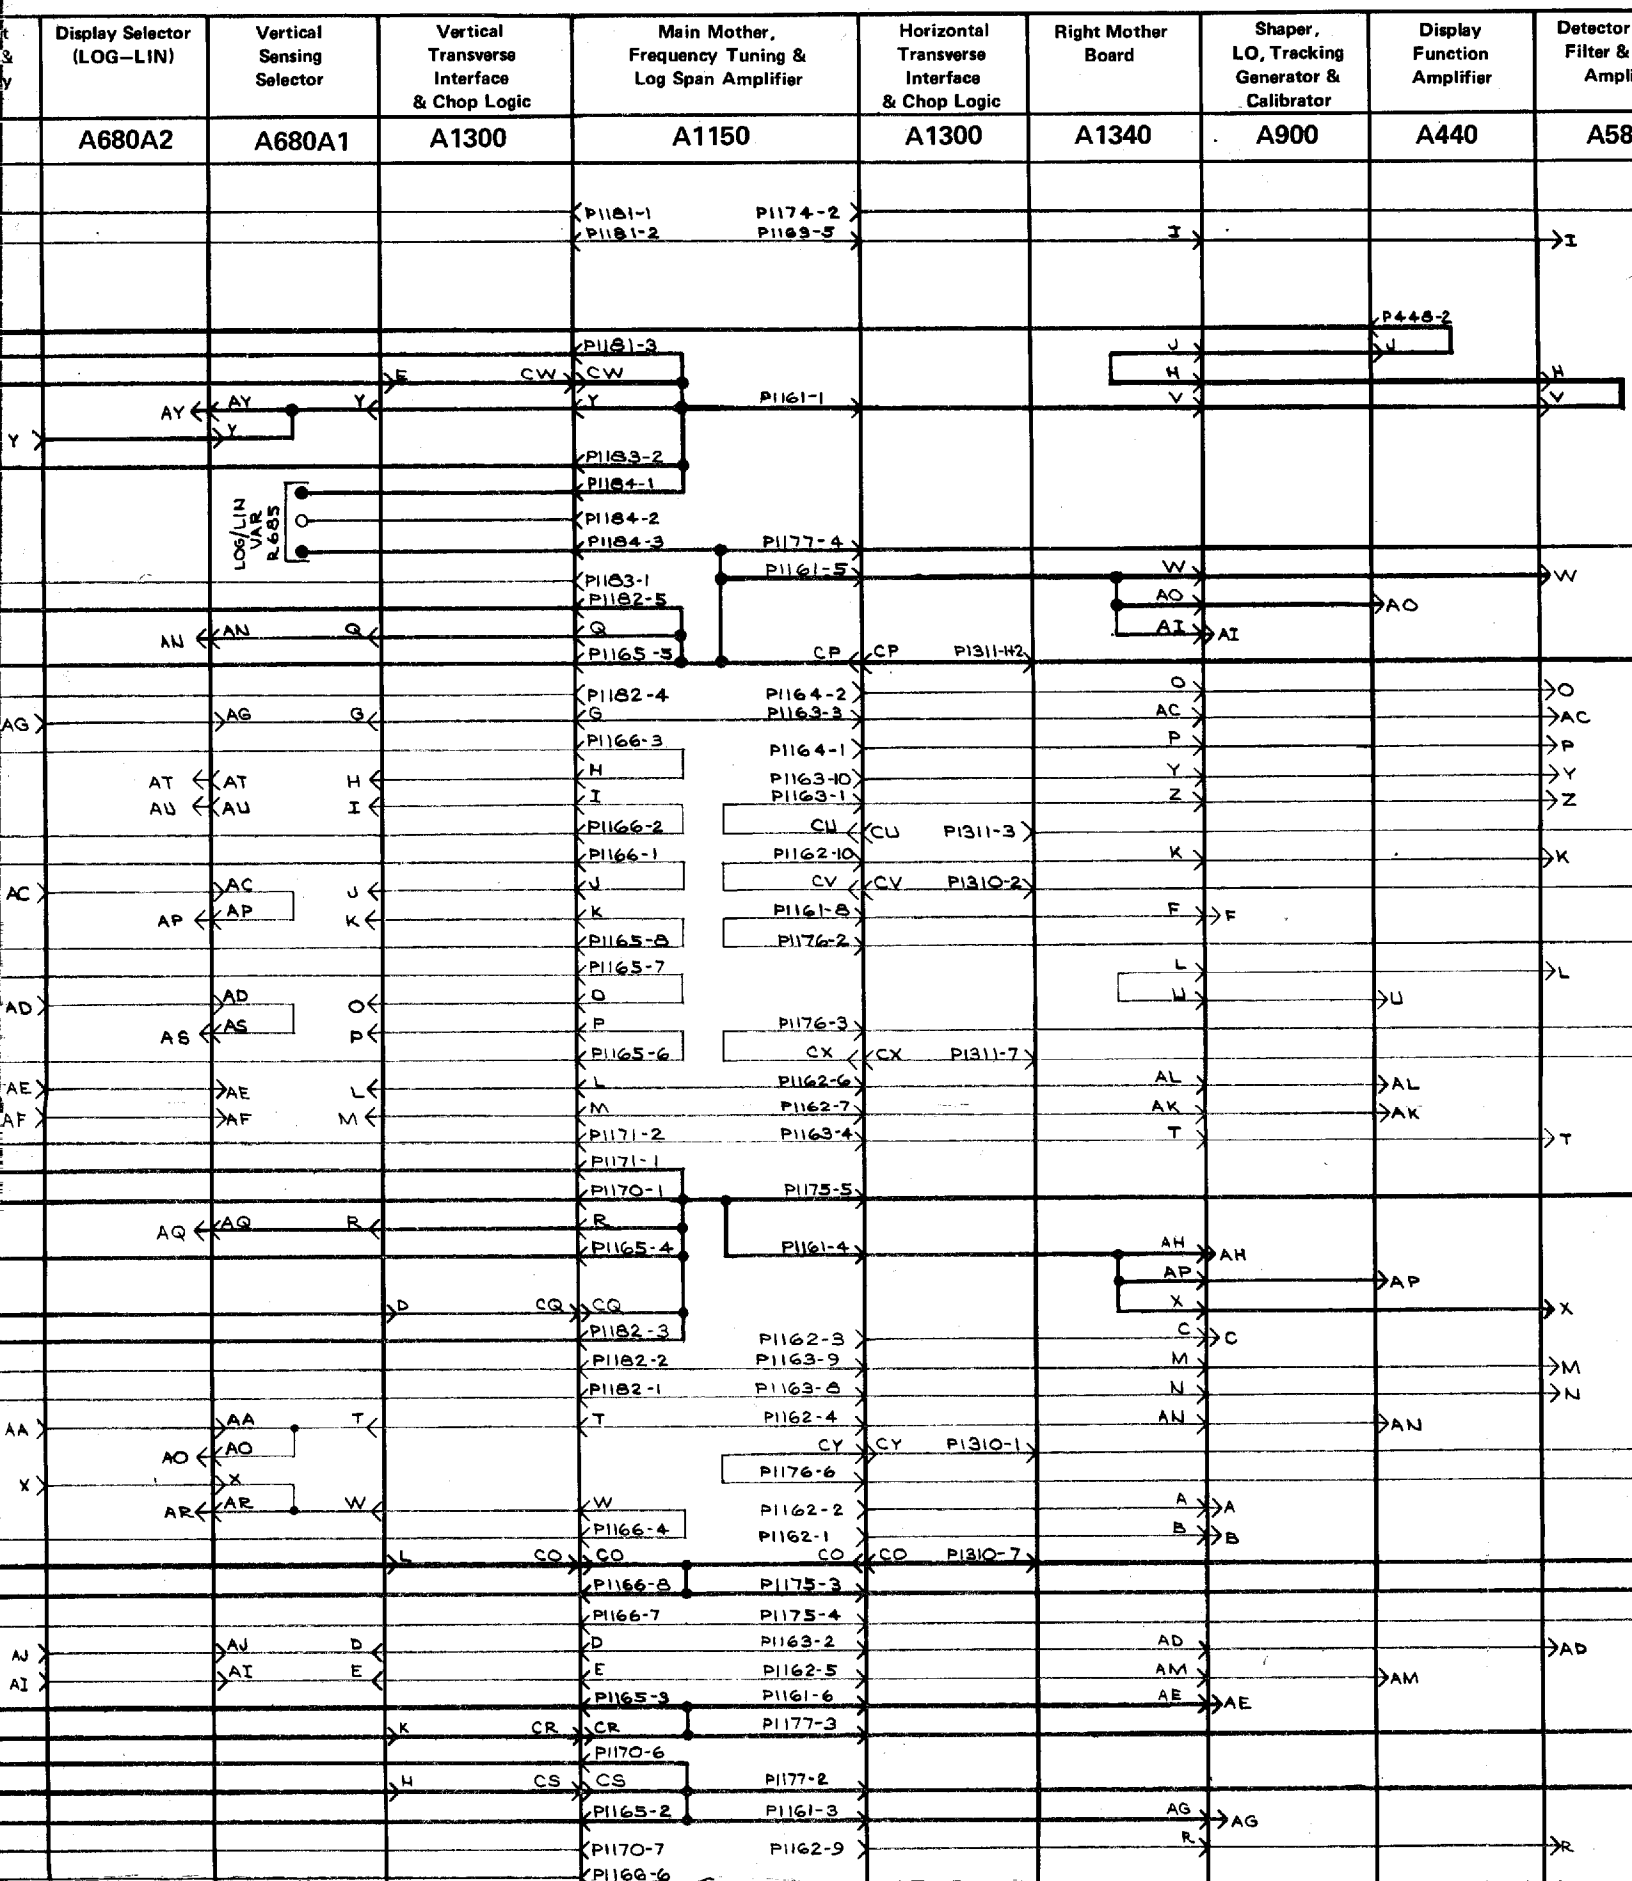 t
&
y
Display Selector
(LOG–LIN)
Vertical
Sensing
Selector
Vertical
Transverse
Interface
& Chop Logic
Main Mother,
Frequency Tuning &
Log Span Amplifier
Horizontal
Transverse
Interface
& Chop Logic
Right Mother
Board
Shaper,
LO, Tracking
Generator &
Calibrator
Display
Function
Amplifier
Detector
Filter &
Ampli
A680A2 A680A1 A1300 A1150 A1300 A1340 A900 A440 A58
P1181-1 P1174-2
P1181-2 P1163-5 I I
P448-2
P1181-3 J J
E CW CW H H
AY AY Y Y P1161-1 V V
Y Y
P1183-2
P1184-1
LOG/LIN
VAR
R685
P1184-2
P1184-3 P1177-4
P1183-1 P1161-5 W W
P1182-5 AO AO
AN AN Q Q AI AI
P1165-5 CP CP P1311-H2
P1182-4 P1164-2 O O
AG AG G G P1163-3 AC AC
P1166-3 P1164-1 P P
AT AT H H P1163-10 Y Y
AU AU I I P1163-1 Z Z
P1166-2 CU CU P1311-3
P1166-1 P1162-10 K K
AC AC J J CV CV P1310-2
AP AP K K P1161-8 F F
P1165-8 P1176-2
P1165-7 L L
AD AD O O U U
AS AS P P P1176-3
P1165-6 CX CX P1311-7
AE AE L L P1162-6 AL AL
AF AF M M P1162-7 AK AK
P1171-2 P1163-4 T T
P1171-1
P1170-1 P1175-5
AQ AQ R R
P1165-4 P1161-4 AH AH
AP AP
D CQ CQ X X
P1182-3 P1162-3 C C
P1182-2 P1163-9 M M
P1182-1 P1163-8 N N
AA AA T T P1162-4 AN AN
AO AO CY CY P1310-1
X X P1176-6
AR AR W W P1162-2 A A
P1166-4 P1162-1 B B
L CO CO CO CO P1310-7
P1166-8 P1175-3
P1166-7 P1175-4
AJ AJ D D P1163-2 AD AD
AI AI E E P1162-5 AM AM
P1165-3 P1161-6 AE AE
K CR CR P1177-3
P1170-6
H CS CS P1177-2
P1165-2 P1161-3 AG AG
P1170-7 P1162-9 R R
P1166-6